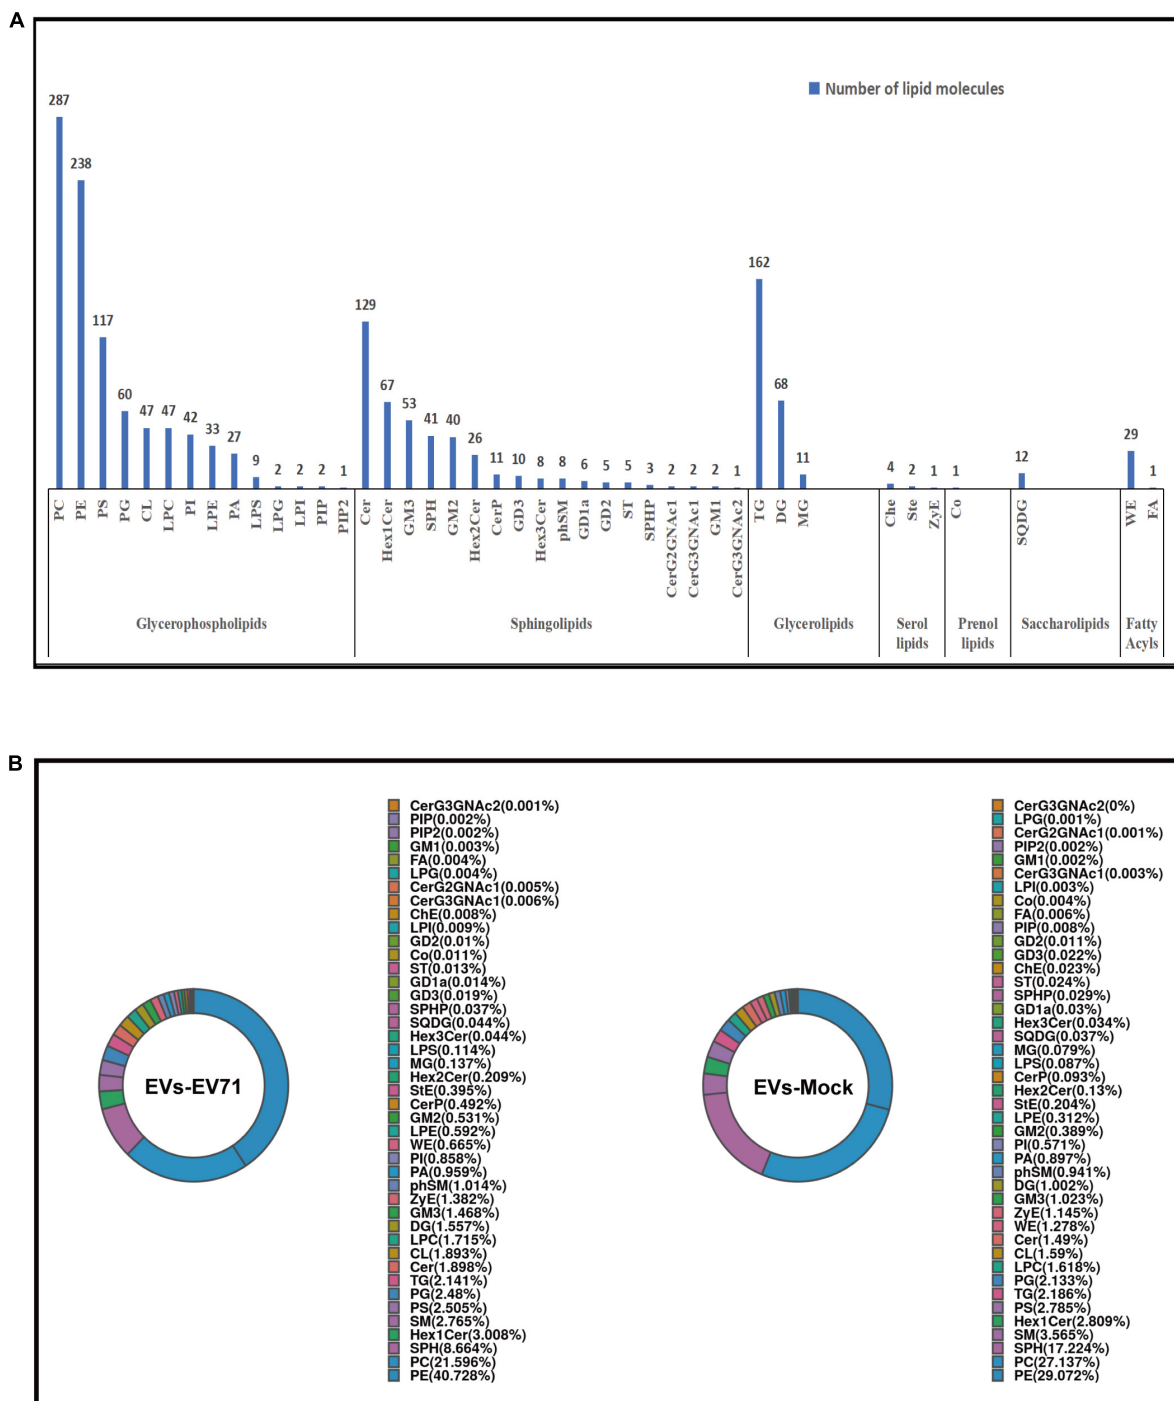 A
Number of lipid molecules
287
238
117
60
47
47
42
33
27
9
2
2
2
1
129
67
53
41
40
26
11
10
8
8
6
5
5
3
2
2
2
1
162
68
11
4
2
1
1
12
29
1
PC
PE
PS
PG
CL
LPC
PI
LPE
PA
LPS
LPG
LPI
PIP
PIP2
Cer
Hex1Cer
GM3
SPH
GM2
Hex2Cer
CerP
GD3
Hex3Cer
phSM
GD1a
GD2
ST
SPHP
CerG2GNAc1
CerG3GNAc1
GM1
CerG3GNAc2
TG
DG
MG
Che
Ste
ZyE
Co
SQDG
WE
FA
Glycerophospholipids
Sphingolipids
Glycerolipids
Serol
lipids
Prenol
lipids
Saccharolipids
Fatty
Acyls
B
EVs-EV71
CerG3GNAc2(0.001%)
PIP(0.002%)
PIP2(0.002%)
GM1(0.003%)
FA(0.004%)
LPG(0.004%)
CerG2GNAc1(0.005%)
CerG3GNAc1(0.006%)
ChE(0.008%)
LPI(0.009%)
GD2(0.01%)
Co(0.011%)
ST(0.013%)
GD1a(0.014%)
GD3(0.019%)
SPHP(0.037%)
SQDG(0.044%)
Hex3Cer(0.044%)
LPS(0.114%)
MG(0.137%)
Hex2Cer(0.209%)
StE(0.395%)
CerP(0.492%)
GM2(0.531%)
LPE(0.592%)
WE(0.665%)
PI(0.858%)
PA(0.959%)
phSM(1.014%)
ZyE(1.382%)
GM3(1.468%)
DG(1.557%)
LPC(1.715%)
CL(1.893%)
Cer(1.898%)
TG(2.141%)
PG(2.48%)
PS(2.505%)
SM(2.765%)
Hex1Cer(3.008%)
SPH(8.664%)
PC(21.596%)
PE(40.728%)
EVs-Mock
CerG3GNAc2(0%)
LPG(0.001%)
CerG2GNAc1(0.001%)
PIP2(0.002%)
GM1(0.002%)
CerG3GNAc1(0.003%)
LPI(0.003%)
Co(0.004%)
FA(0.006%)
PIP(0.008%)
GD2(0.011%)
GD3(0.022%)
ChE(0.023%)
ST(0.024%)
SPHP(0.029%)
GD1a(0.03%)
Hex3Cer(0.034%)
SQDG(0.037%)
MG(0.079%)
LPS(0.087%)
CerP(0.093%)
Hex2Cer(0.13%)
StE(0.204%)
LPE(0.312%)
GM2(0.389%)
PI(0.571%)
PA(0.897%)
phSM(0.941%)
DG(1.002%)
GM3(1.023%)
ZyE(1.145%)
WE(1.278%)
Cer(1.49%)
CL(1.59%)
LPC(1.618%)
PG(2.133%)
TG(2.186%)
PS(2.785%)
Hex1Cer(2.809%)
SM(3.565%)
SPH(17.224%)
PC(27.137%)
PE(29.072%)